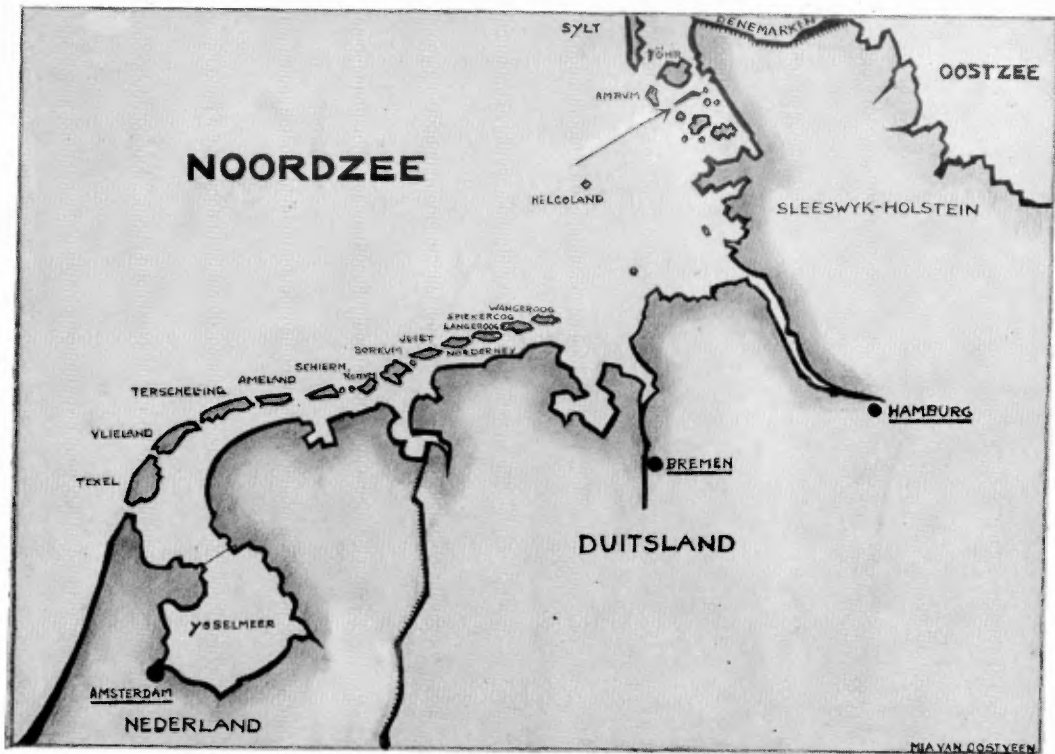 SYLT
DENEMARKEN
FÖHR
OOSTZEE
AMRUM
NOORDZEE
HELGOLAND
SLEESWYK-HOLSTEIN
WANGEROOG
SPIEKEROOG
LANGEROOG
JUIST
NORDERNEY
BORKUM
SCHIERM.
ROTTUM
AMELAND
TERSCHELLING
VLIELAND
TEXEL
HAMBURG
BREMEN
DUITSLAND
YSSELMEER
AMSTERDAM
NEDERLAND
MIA VAN OOSTVEEN